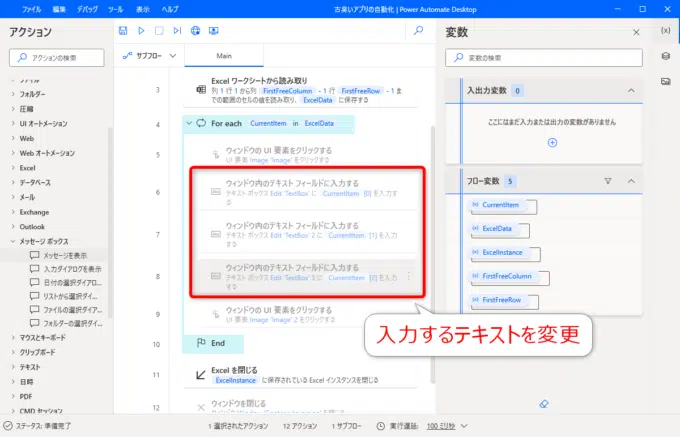 ファイル 編集 デバッグ ツール 表示 ヘルプ 古臭いアプリの自動化 | Power Automate Desktop
アクション
アクションの検索
ファイル
フォルダー
圧縮
UI オートメーション
Web
Web オートメーション
Excel
データベース
メール
Exchange
Outlook
メッセージ ボックス
メッセージを表示
入力ダイアログを表示
日付の選択ダイアロ...
リストから選択ダイ...
ファイルの選択ダイア...
フォルダーの選択ダイ...
マウスとキーボード
クリップボード
テキスト
日時
PDF
CMD セッション
サブフロー Main
3 Excel ワークシートから読み取り
列 1 行 1 から列 FirstFreeColumn - 1 行 FirstFreeRow - 1 ま
での範囲のセルの値を読み取り、 ExcelData に保存する
4 For each CurrentItem in ExcelData
5 ウィンドウの UI 要素をクリックする
UI 要素 Image 'Image' をクリックする
6 ウィンドウ内のテキスト フィールドに入力する
テキスト ボックス Edit 'TextBox' に CurrentItem [0] を入力す
る
7 ウィンドウ内のテキスト フィールドに入力する
テキスト ボックス Edit 'TextBox' 2 に CurrentItem [1] を入力
する
8 ウィンドウ内のテキスト フィールドに入力する
テキスト ボックス Edit 'TextBox' 3 に CurrentItem [2] を入力
する
9 ウィンドウの UI 要素をクリックする
UI 要素 Image 'Image' 2 をクリックする
10 End
11 Excel を閉じる
ExcelInstance に保存されている Excel インスタンスを閉じる
12 ウィンドウを閉じる
入力するテキストを変更
変数
変数の検索
入出力変数 0
ここにはまだ入力または出力の変数がありません
フロー変数 5
CurrentItem
ExcelData
ExcelInstance
FirstFreeColumn
FirstFreeRow
{x}
ステータス: 準備完了 1 選択されたアクション 12 アクション 1 サブフロー 実行遅延: 100 ミリ秒